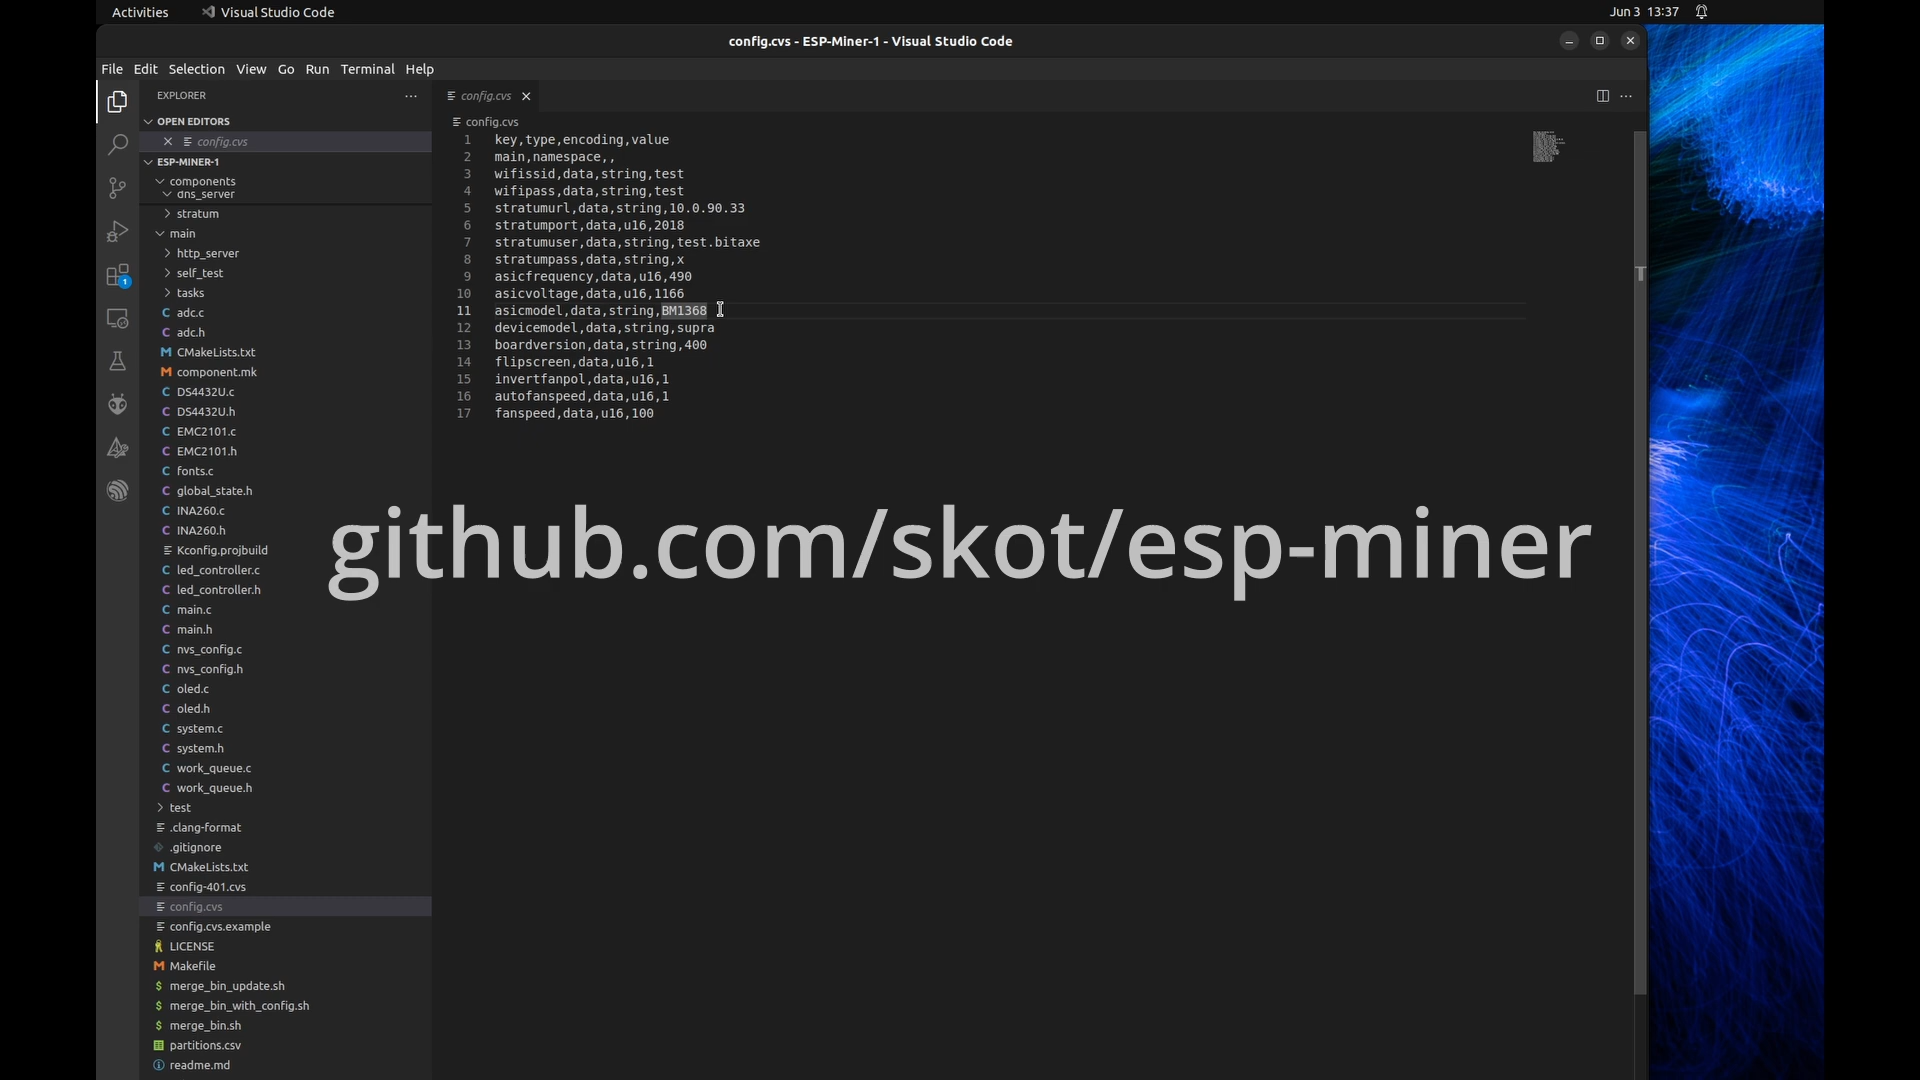 Activities
Visual Studio Code
Jun 3 13:37
config.cvs - ESP-Miner-1 - Visual Studio Code
File Edit Selection View Go Run Terminal Help
EXPLORER
OPEN EDITORS
config.cvs
ESP-MINER-1
components
dns_server
stratum
main
http_server
self_test
tasks
adc.c
adc.h
CMakeLists.txt
component.mk
DS4432U.c
DS4432U.h
EMC2101.c
EMC2101.h
fonts.c
global_state.h
INA260.c
INA260.h
Kconfig.projbuild
led_controller.c
led_controller.h
main.c
main.h
nvs_config.c
nvs_config.h
oled.c
oled.h
system.c
system.h
work_queue.c
work_queue.h
test
.clang-format
.gitignore
CMakeLists.txt
config-401.cvs
config.cvs
config.cvs.example
LICENSE
Makefile
merge_bin_update.sh
merge_bin_with_config.sh
merge_bin.sh
partitions.csv
readme.md
1
config.cvs
config.cvs
1 key,type,encoding,value
2 main,namespace,,
3 wifissid,data,string,test
4 wifipass,data,string,test
5 stratumurl,data,string,10.0.90.33
6 stratumport,data,u16,2018
7 stratumuser,data,string,test.bitaxe
8 stratumpass,data,string,x
9 asicfrequency,data,u16,490
10 asicvoltage,data,u16,1166
11 asicmodel,data,string,BM1368
12 devicemodel,data,string,supra
13 boardversion,data,string,400
14 flipscreen,data,u16,1
15 invertfanpol,data,u16,1
16 autofanspeed,data,u16,1
17 fanspeed,data,u16,100
github.com/skot/esp-miner